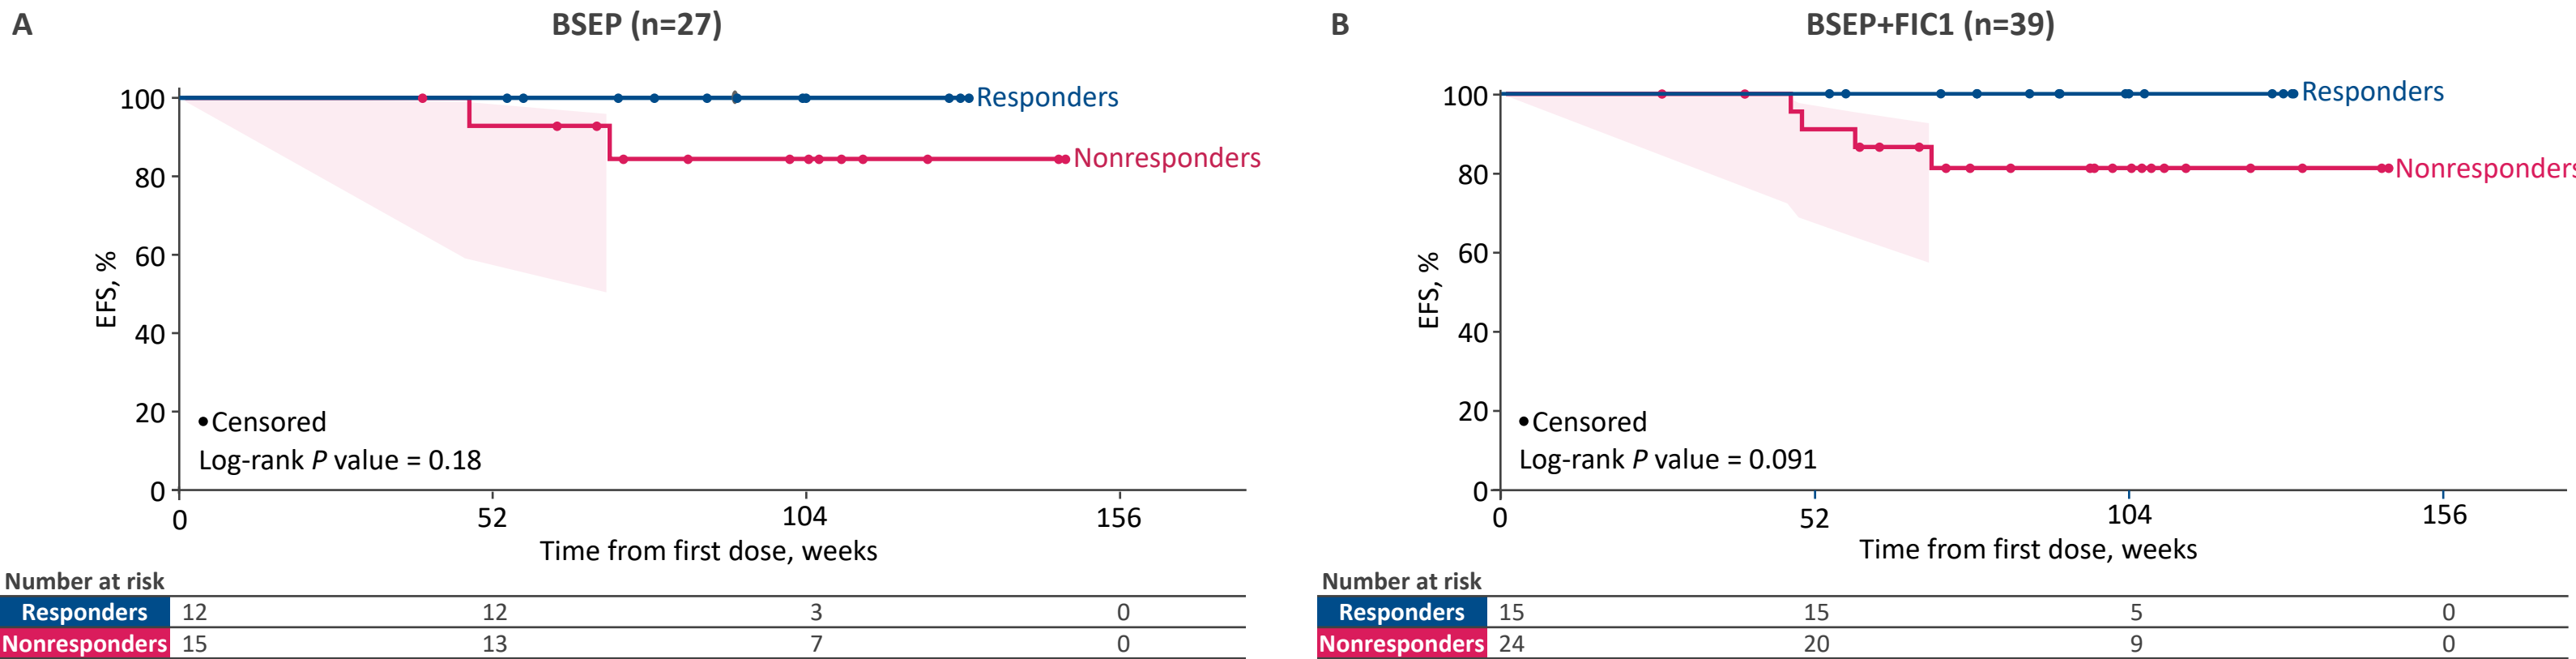 A
BSEP (n=27)
100
80
60
40
20
0
EFS, %
Responders
Nonresponders
Censored
Log-rank P value = 0.18
0 52 104 156
Time from first dose, weeks
Number at risk
Responders 12 12 3 0
Nonresponders 15 13 7 0
B
BSEP+FIC1 (n=39)
100
80
60
40
20
0
EFS, %
Responders
Nonresponders
Censored
Log-rank P value = 0.091
0 52 104 156
Time from first dose, weeks
Number at risk
Responders 15 15 5 0
Nonresponders 24 20 9 0